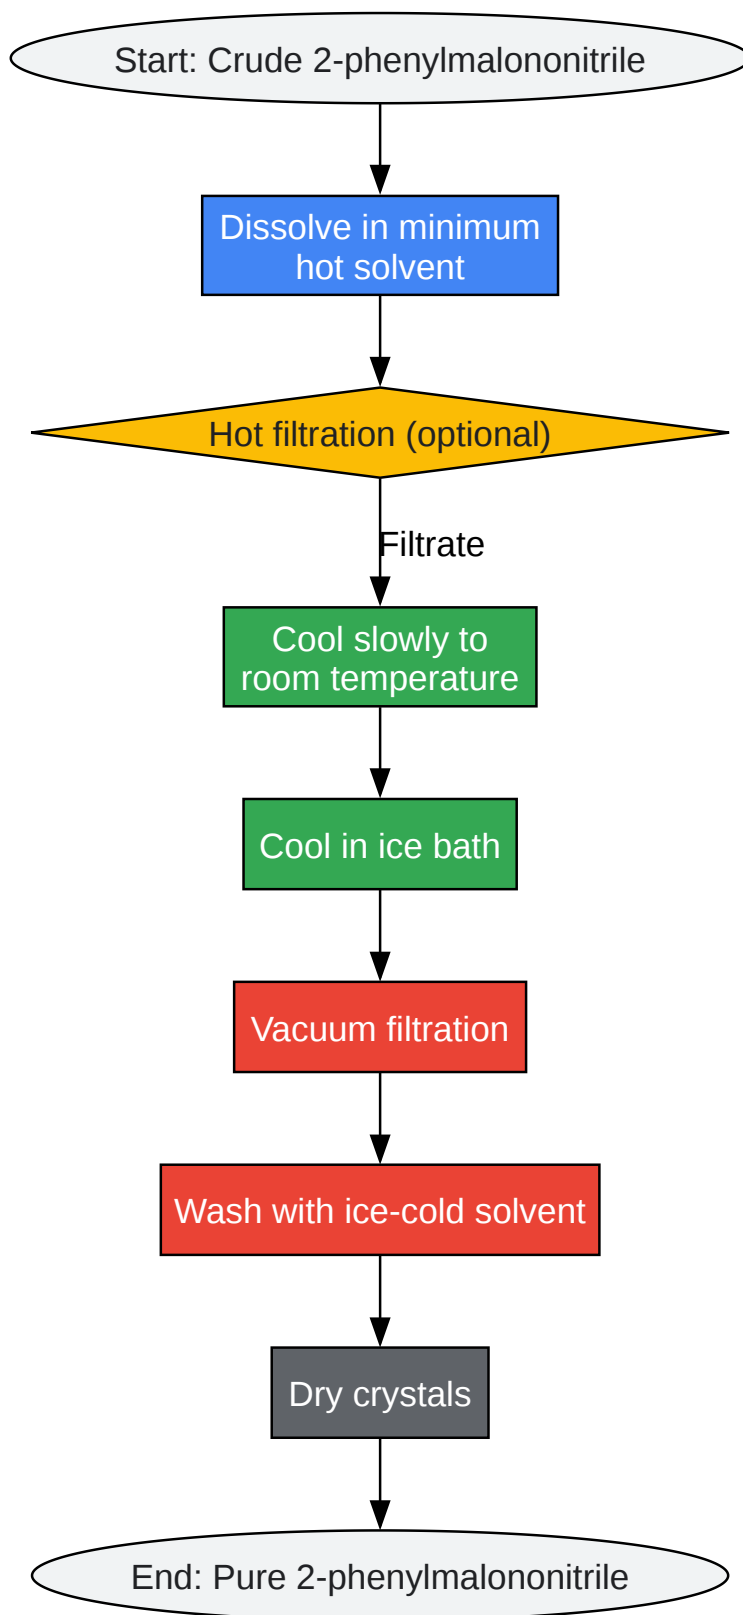 Start: Crude 2-phenylmalononitrile
Dissolve in minimum
hot solvent
Hot filtration (optional)
Filtrate
Cool slowly to
room temperature
Cool in ice bath
Vacuum filtration
Wash with ice-cold solvent
Dry crystals
End: Pure 2-phenylmalononitrile